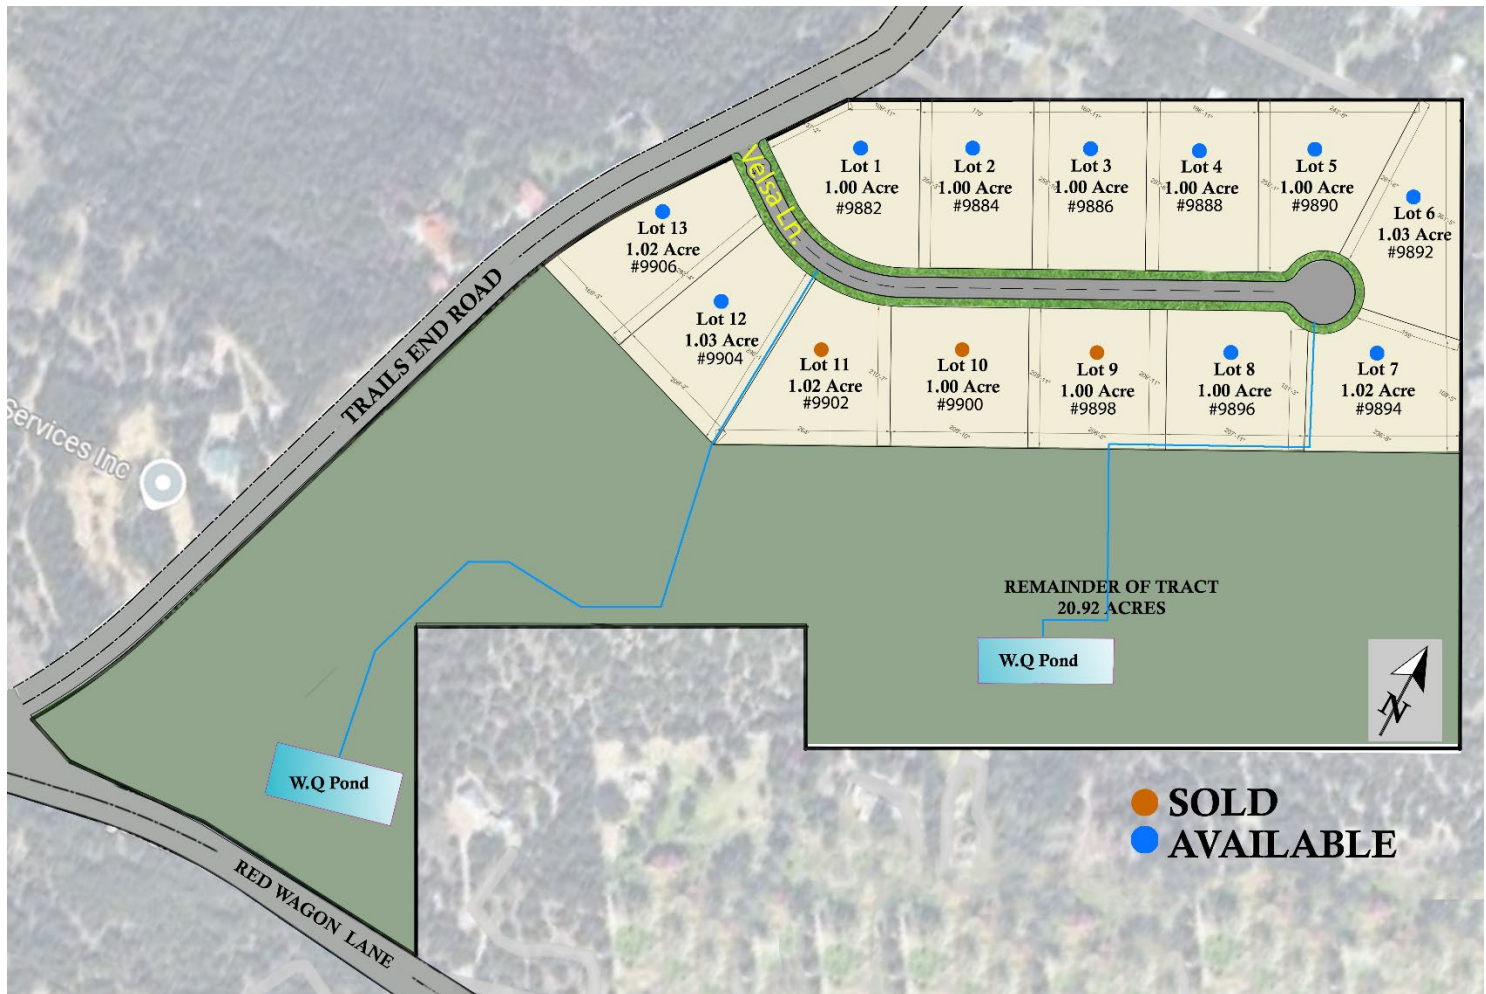 Velsa Ln.
Lot 1
1.00 Acre
#9882
Lot 2
1.00 Acre
#9884
Lot 3
1.00 Acre
#9886
Lot 4
1.00 Acre
#9888
Lot 5
1.00 Acre
#9890
Lot 6
1.03 Acre
#9892
Lot 13
1.02 Acre
#9906
Lot 12
1.03 Acre
#9904
Lot 11
1.02 Acre
#9902
Lot 10
1.00 Acre
#9900
Lot 9
1.00 Acre
#9898
Lot 8
1.00 Acre
#9896
Lot 7
1.02 Acre
#9894
TRAILS END ROAD
Services Inc
REMAINDER OF TRACT
20.92 ACRES
W.Q Pond
W.Q Pond
N
SOLD
AVAILABLE
RED WAGON LANE